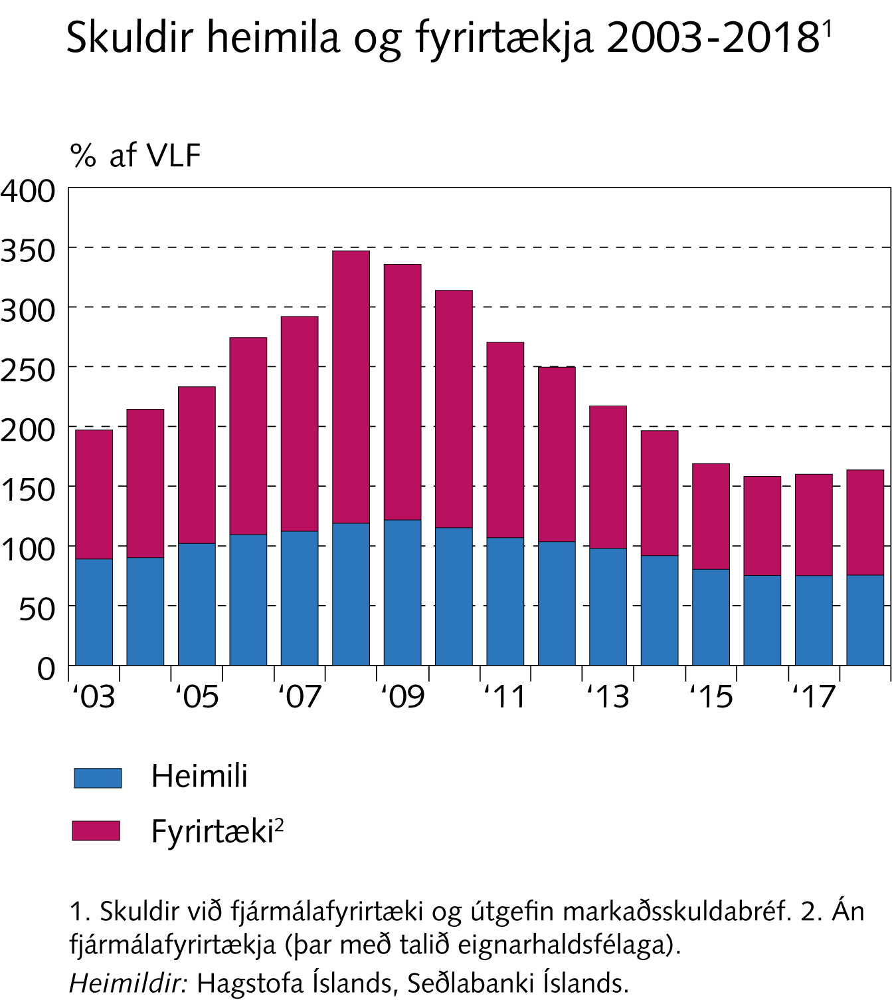 Skuldir heimila og fyrirtækja 2003-2018¹
% af VLF
400
350
300
250
200
150
100
50
0
‘03 ‘05 ‘07 ‘09 ‘11 ‘13 ‘15 ‘17
Heimili
Fyrirtæki²
1. Skuldir við fjármálafyrirtæki og útgefin markaðsskuldabréf. 2. Án
fjármálafyrirtækja (þar með talið eignarhaldsfélaga).
Heimildir: Hagstofa Íslands, Seðlabanki Íslands.